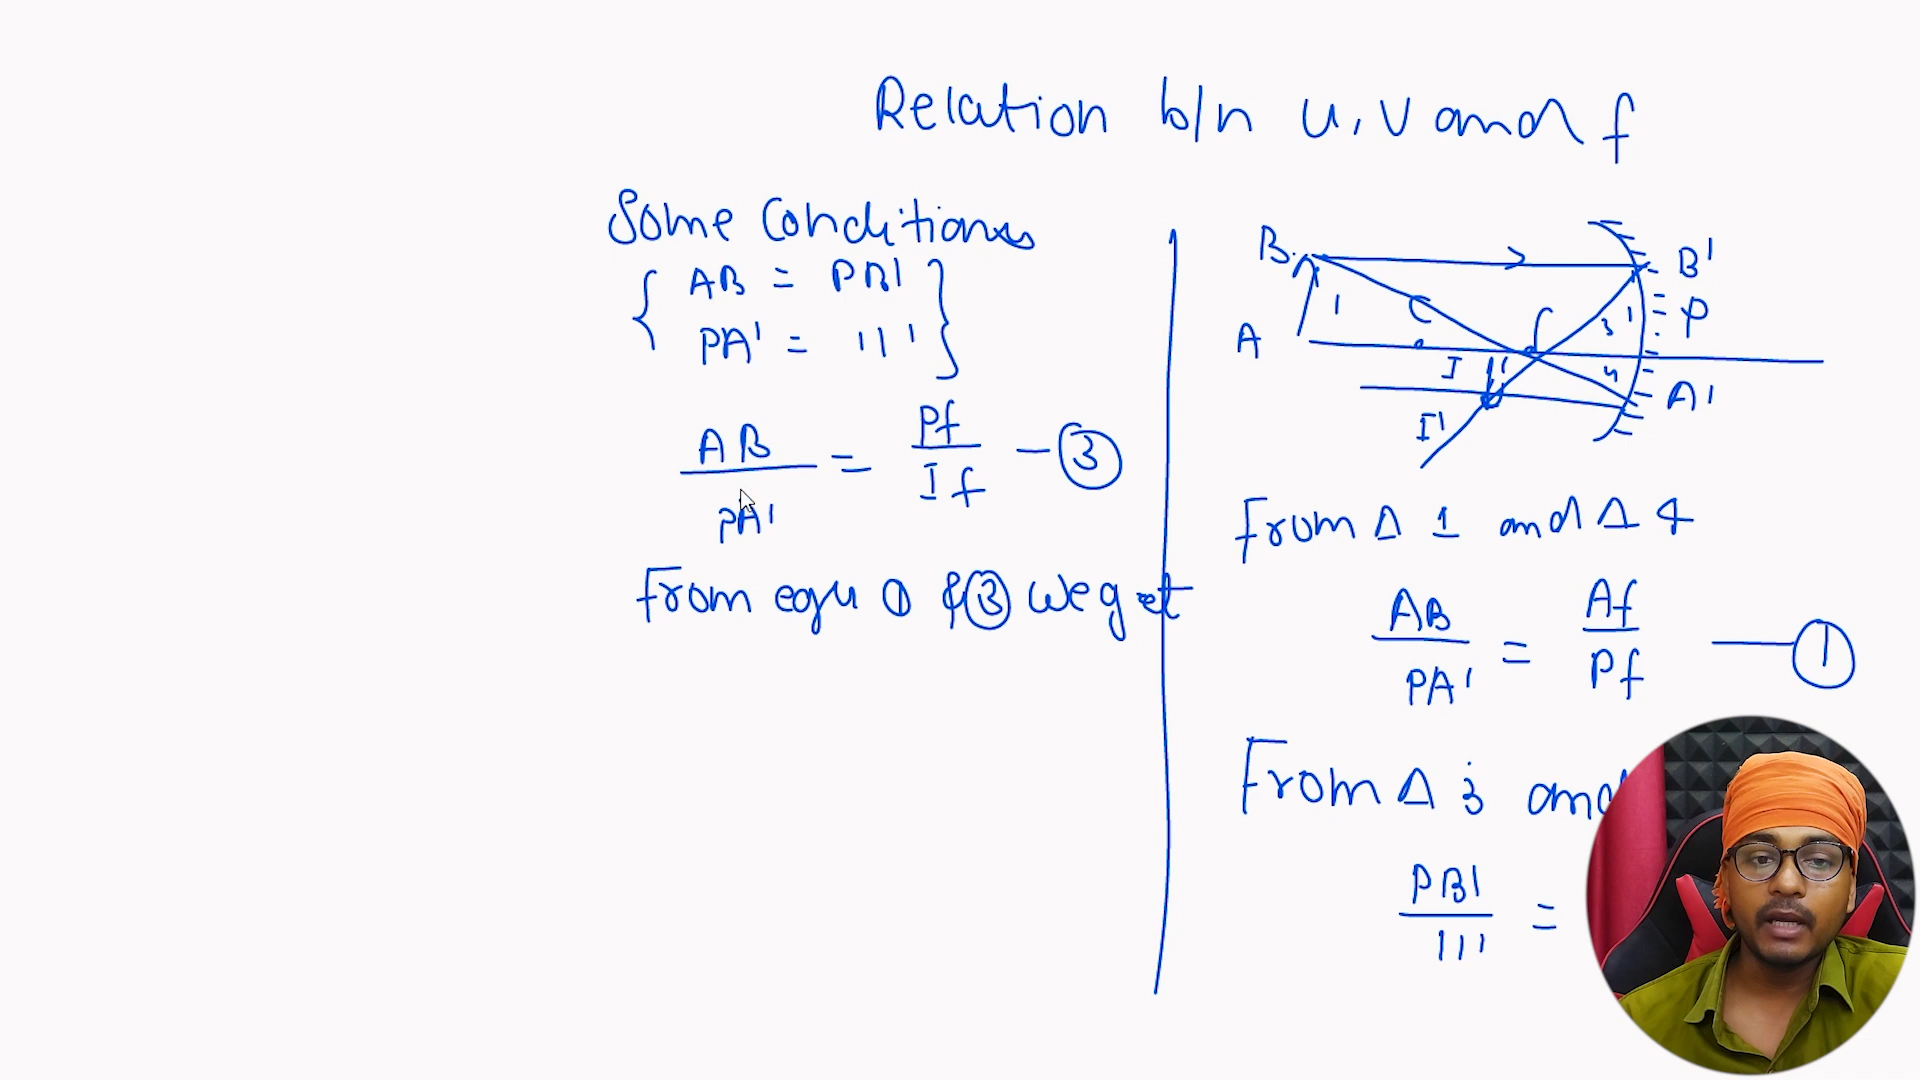 Relation b/n u, v and f
Some Conditions
AB = PB'
PA' = II'
AB / PA' = Pf / If - ③
From equ ① & ③ we get
B
B'
1
C
f
3
P
A
I
4
A'
I'
From Δ 1 and Δ 4
AB / PA' = Af / Pf — ①
From Δ 3 and
PB' / II' =